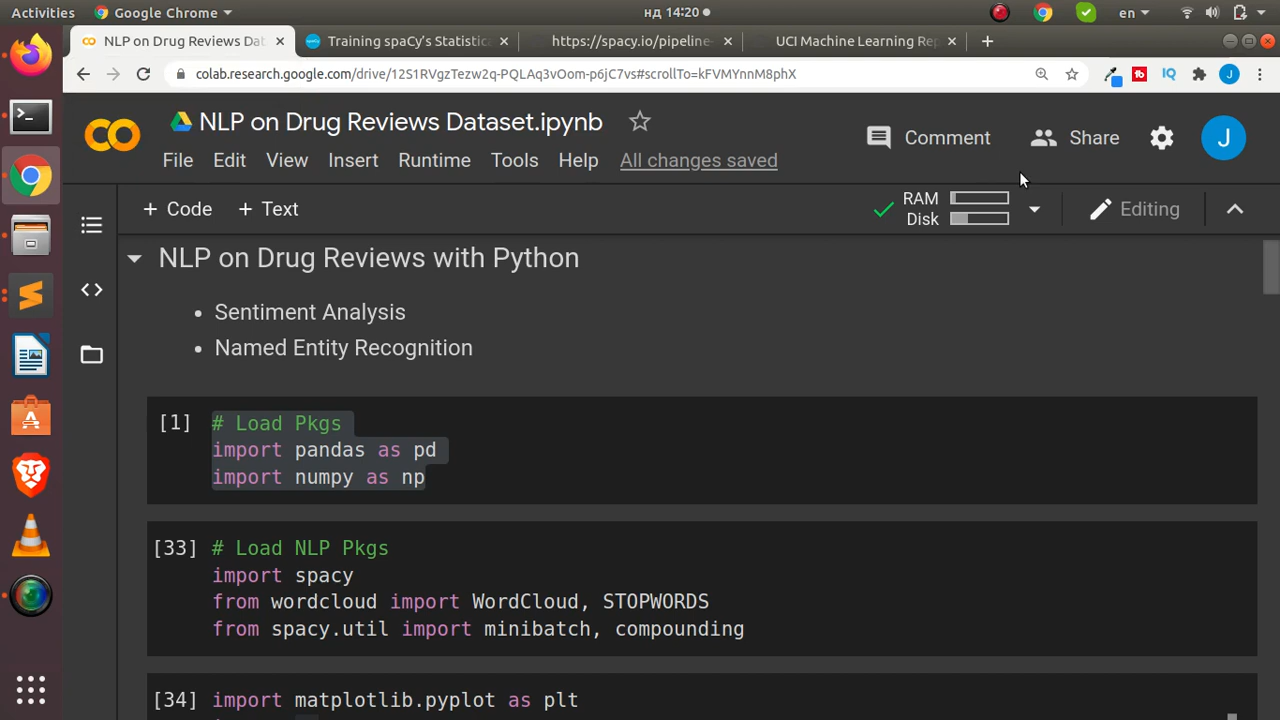 Activities
Google Chrome
нд 14:20
en
NLP on Drug Reviews Dat
Training spaCy's Statistica
https://spacy.io/pipeline-
UCI Machine Learning Rep
colab.research.google.com/drive/12S1RVgzTezw2q-PQLAq3vOom-p6jC7vs#scrollTo=kFVMYnnM8phX
NLP on Drug Reviews Dataset.ipynb
Comment
Share
J
File Edit View Insert Runtime Tools Help All changes saved
+ Code + Text
RAM
Disk
Editing
NLP on Drug Reviews with Python
• Sentiment Analysis
• Named Entity Recognition
[1] # Load Pkgs
import pandas as pd
import numpy as np
[33] # Load NLP Pkgs
import spacy
from wordcloud import WordCloud, STOPWORDS
from spacy.util import minibatch, compounding
[34] import matplotlib.pyplot as plt